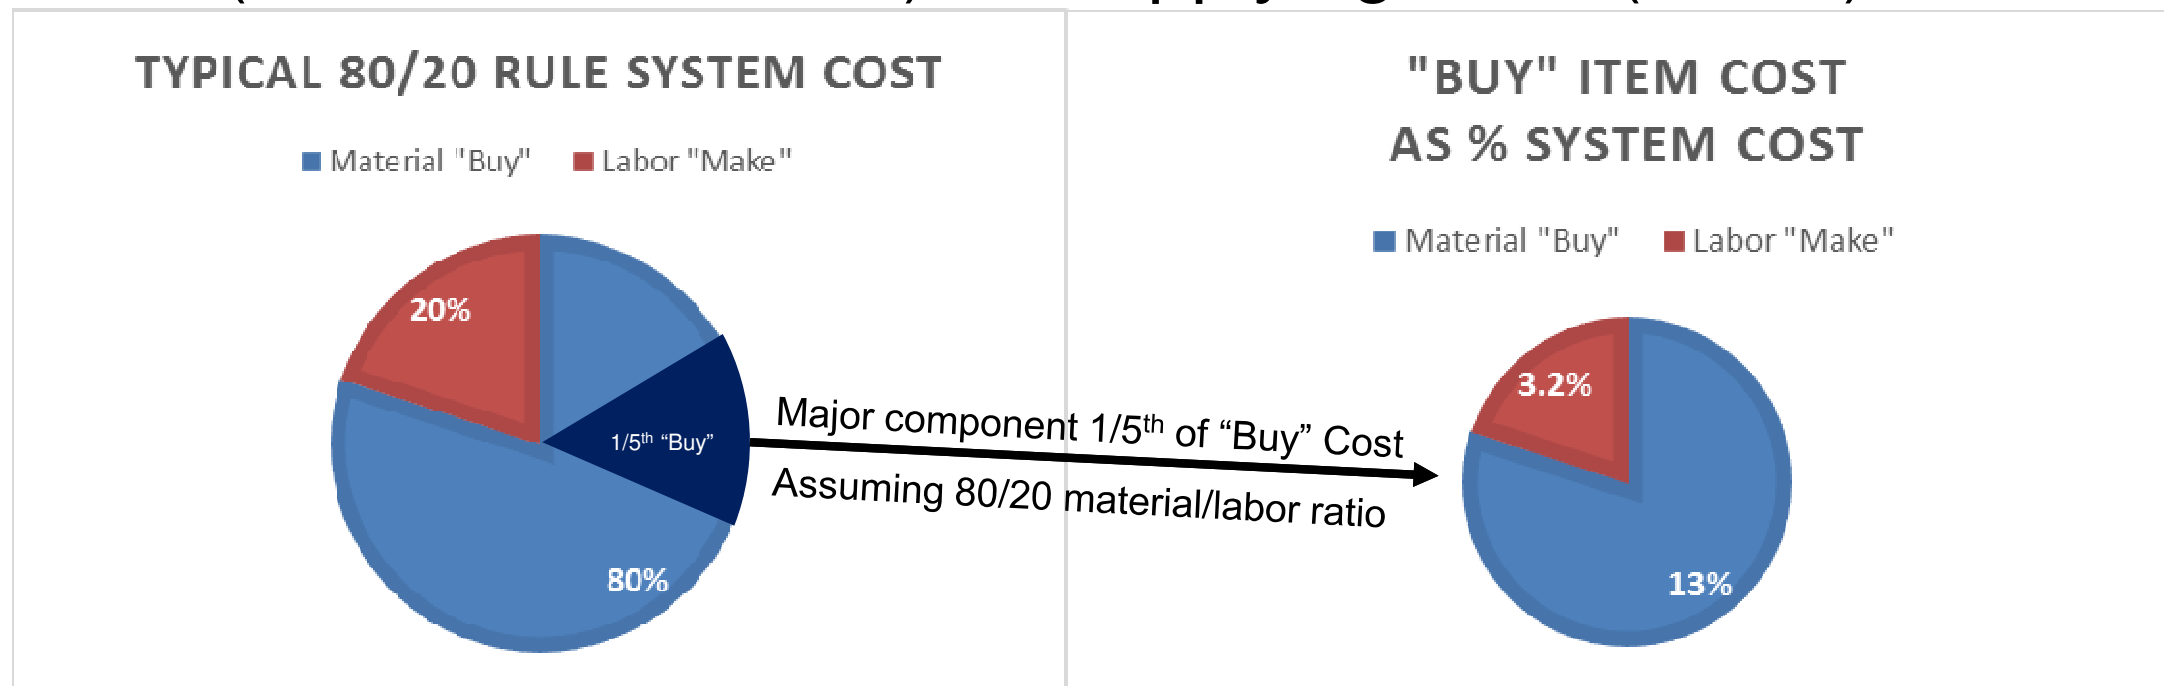 TYPICAL 80/20 RULE SYSTEM COST
Material "Buy" Labor "Make"
20%
1/5th “Buy”
80%
Major component 1/5th of “Buy” Cost
Assuming 80/20 material/labor ratio
"BUY" ITEM COST
AS % SYSTEM COST
Material "Buy" Labor "Make"
3.2%
13%